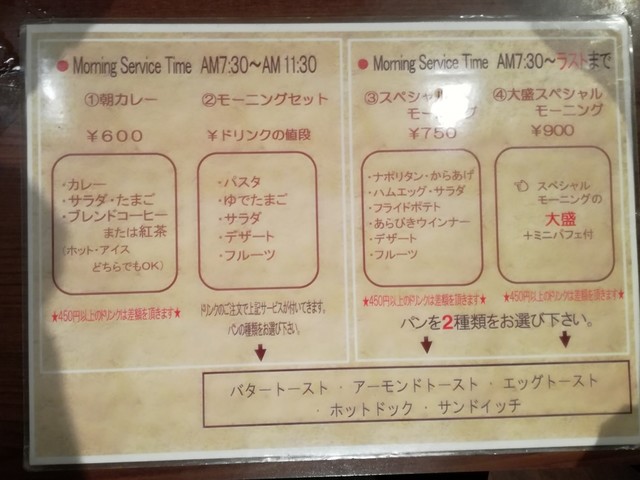 ● Morning Service Time AM7:30～AM 11:30
①朝カレー
￥６００
・カレー
・サラダ・たまご
・ブレンドコーヒー
または紅茶
(ホット・アイス
どちらでもOK)
★450円以上のドリンクは差額を頂きます★
②モーニングセット
￥ドリンクの値段
・パスタ
・ゆでたまご
・サラダ
・デザート
・フルーツ
ドリンクのご注文で上記サービスが付いてきます。
パンの種類をお選び下さい。
● Morning Service Time AM7:30～ラストまで
③スペシャル
モーニング
￥750
・ナポリタン・からあげ
・ハムエッグ・サラダ
・フライドポテト
・あらびきウインナー
・デザート
・フルーツ
★450円以上のドリンクは差額を頂きます★
④大盛スペシャル
モーニング
￥900
スペシャル
モーニングの
大盛
＋ミニパフェ付
★450円以上のドリンクは差額を頂きます★
パンを2種類をお選び下さい。
バタートースト・アーモンドトースト・エッグトースト
・ホットドック・サンドイッチ